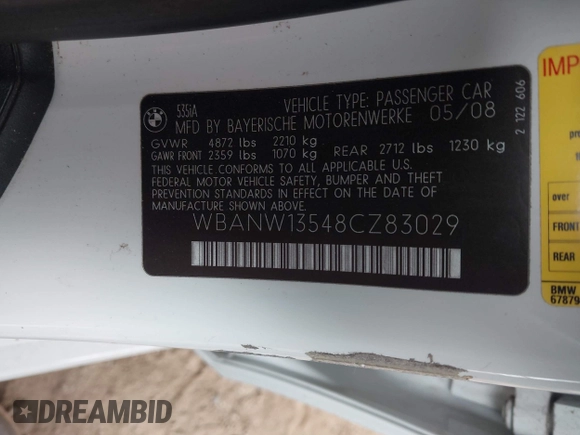 BMW
535iA
VEHICLE TYPE: PASSENGER CAR
MFD BY BAYERISCHE MOTORENWERKE 05/08
GVWR 4872 lbs 2210 kg
GAWR FRONT 2359 lbs 1070 kg REAR 2712 lbs 1230 kg
THIS VEHICLE CONFORMS TO ALL APPLICABLE U.S.
FEDERAL MOTOR VEHICLE SAFETY, BUMPER AND THEFT
PREVENTION STANDARDS IN EFFECT ON THE DATE OF
MANUFACTURE SHOWN ABOVE.
WBANW13548CZ83029
2 122 606
IMP
pre
over
FRONT
REAR
BMW
67879
DREAMBID